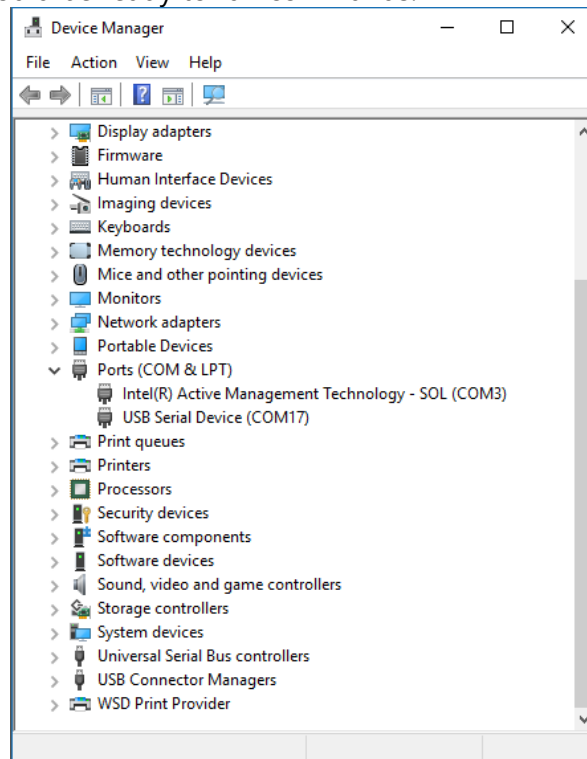 Device Manager
File Action View Help
Display adapters
Firmware
Human Interface Devices
Imaging devices
Keyboards
Memory technology devices
Mice and other pointing devices
Monitors
Network adapters
Portable Devices
Ports (COM & LPT)
Intel(R) Active Management Technology - SOL (COM3)
USB Serial Device (COM17)
Print queues
Printers
Processors
Security devices
Software components
Software devices
Sound, video and game controllers
Storage controllers
System devices
Universal Serial Bus controllers
USB Connector Managers
WSD Print Provider